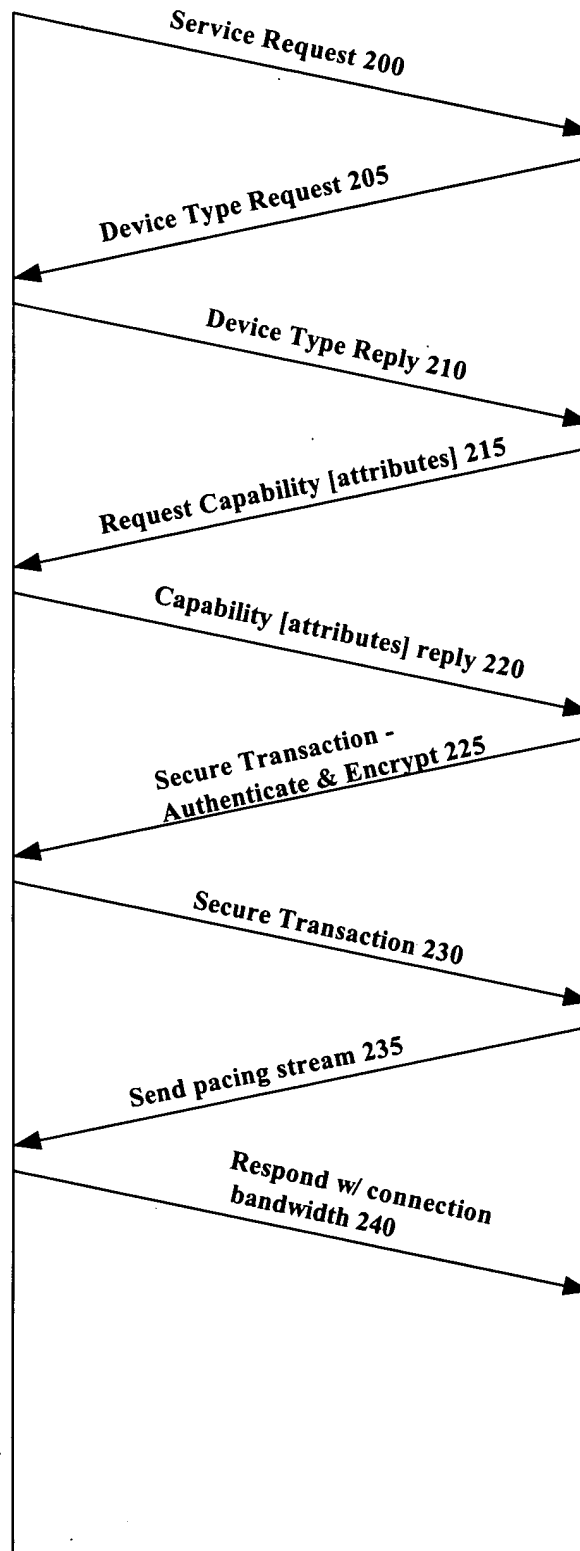 Service Request 200
Device Type Request 205
Device Type Reply 210
Request Capability [attributes] 215
Capability [attributes] reply 220
Secure Transaction -
Authenticate & Encrypt 225
Secure Transaction 230
Send pacing stream 235
Respond w/ connection
bandwidth 240